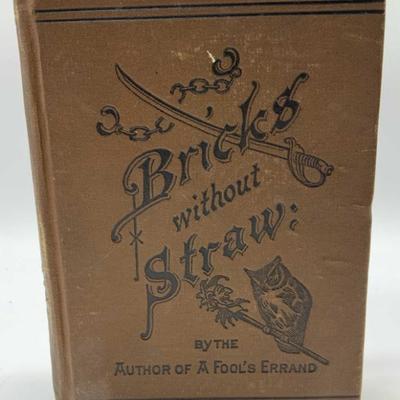 Bricks
without
Straw:
BY THE
AUTHOR OF A FOOL'S ERRAND